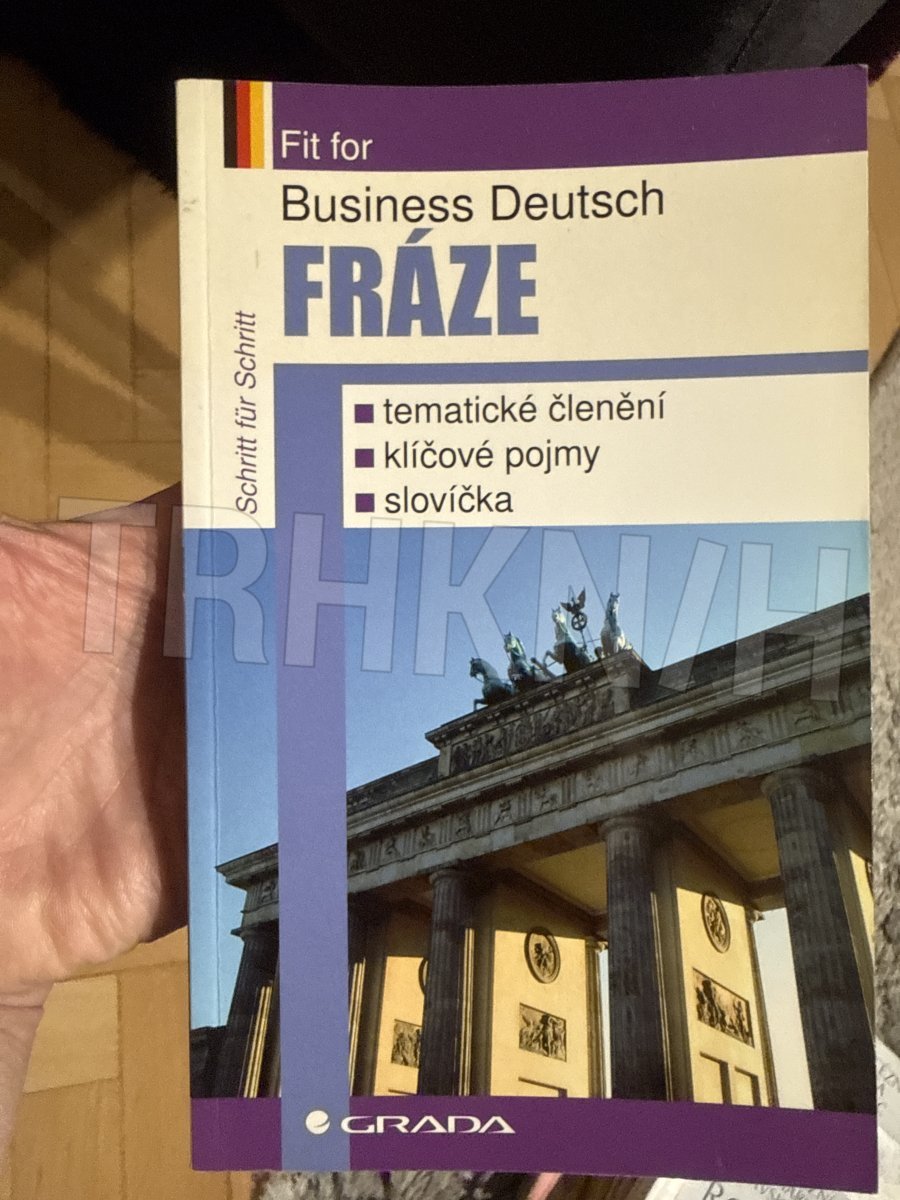 Fit for
Business Deutsch
FRÁZE
Schritt für Schritt
tematické členění
klíčové pojmy
slovíčka
TRHKNIH
GRADA